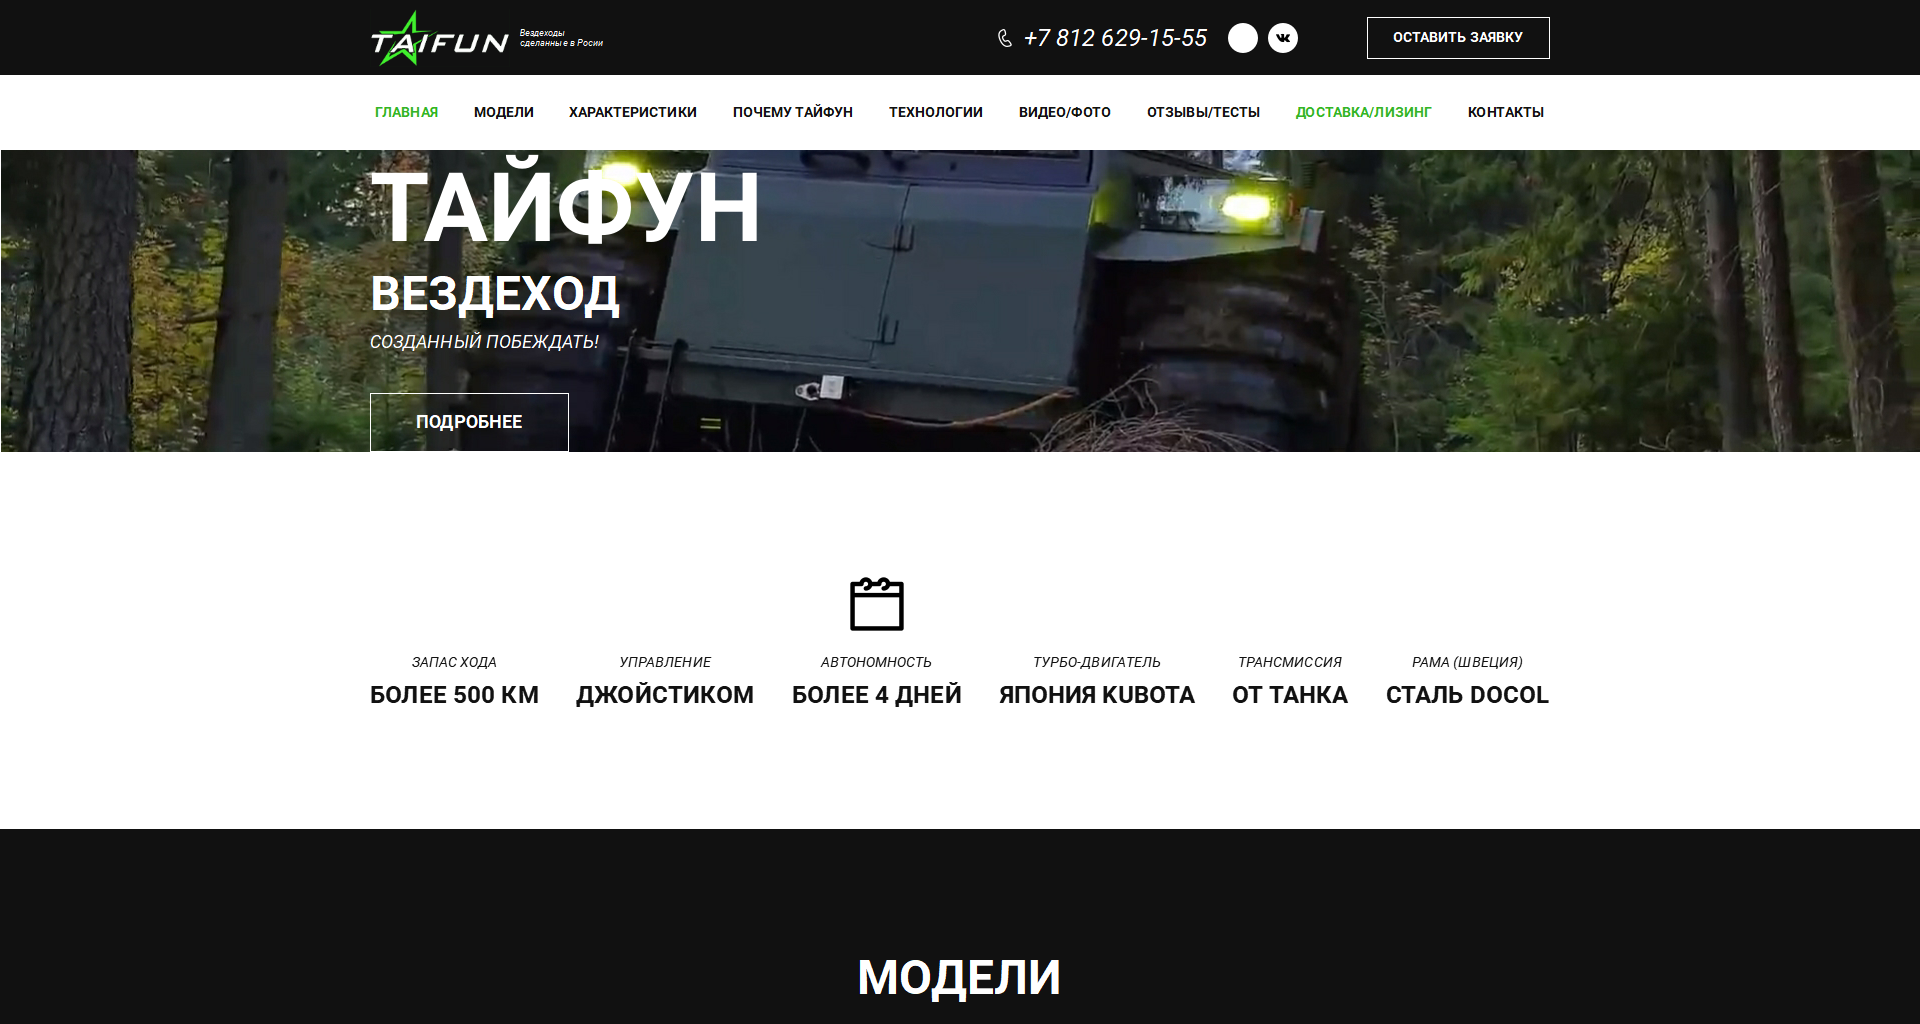 TAIFUN
Вездеходы
сделанные в Росии
+7 812 629-15-55
ОСТАВИТЬ ЗАЯВКУ
ГЛАВНАЯ МОДЕЛИ ХАРАКТЕРИСТИКИ ПОЧЕМУ ТАЙФУН ТЕХНОЛОГИИ ВИДЕО/ФОТО ОТЗЫВЫ/ТЕСТЫ ДОСТАВКА/ЛИЗИНГ КОНТАКТЫ
ТАЙФУН
ВЕЗДЕХОД
СОЗДАННЫЙ ПОБЕЖДАТЬ!
ПОДРОБНЕЕ
ЗАПАС ХОДА
БОЛЕЕ 500 КМ
УПРАВЛЕНИЕ
ДЖОЙСТИКОМ
АВТОНОМНОСТЬ
БОЛЕЕ 4 ДНЕЙ
ТУРБО-ДВИГАТЕЛЬ
ЯПОНИЯ KUBOTA
ТРАНСМИССИЯ
ОТ ТАНКА
РАМА (ШВЕЦИЯ)
СТАЛЬ DOCOL
МОДЕЛИ